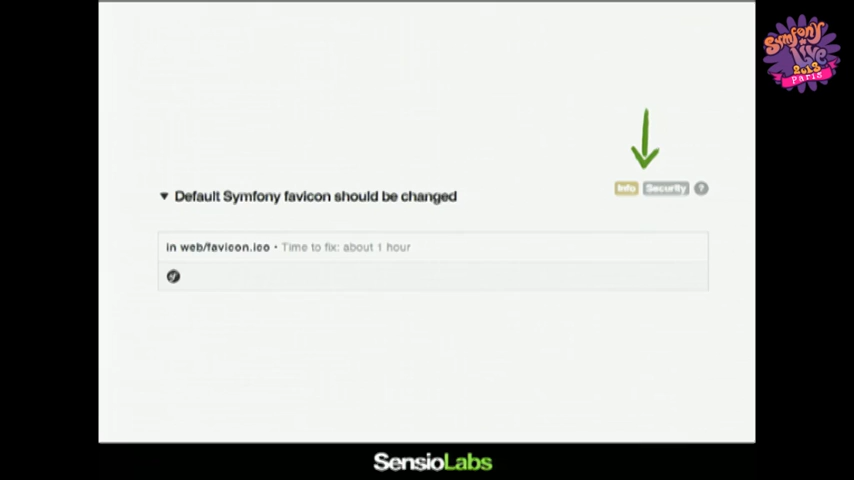 Symfony
Live
2013
Paris
Default Symfony favicon should be changed
Info Security ?
in web/favicon.ico • Time to fix: about 1 hour
SensioLabs